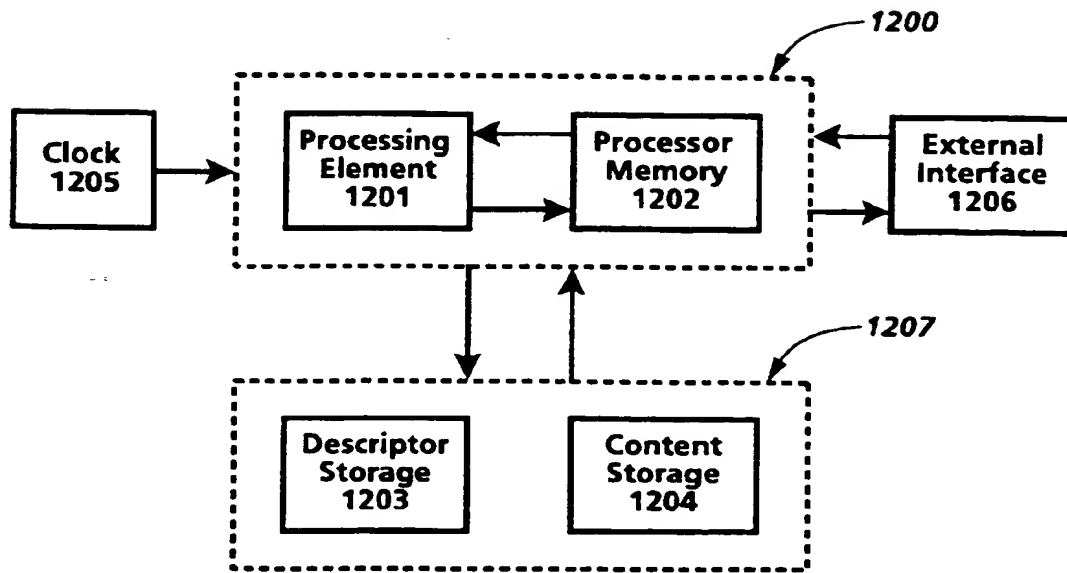 1200
Clock
1205
Processing
Element
1201
Processor
Memory
1202
External
Interface
1206
1207
Descriptor
Storage
1203
Content
Storage
1204